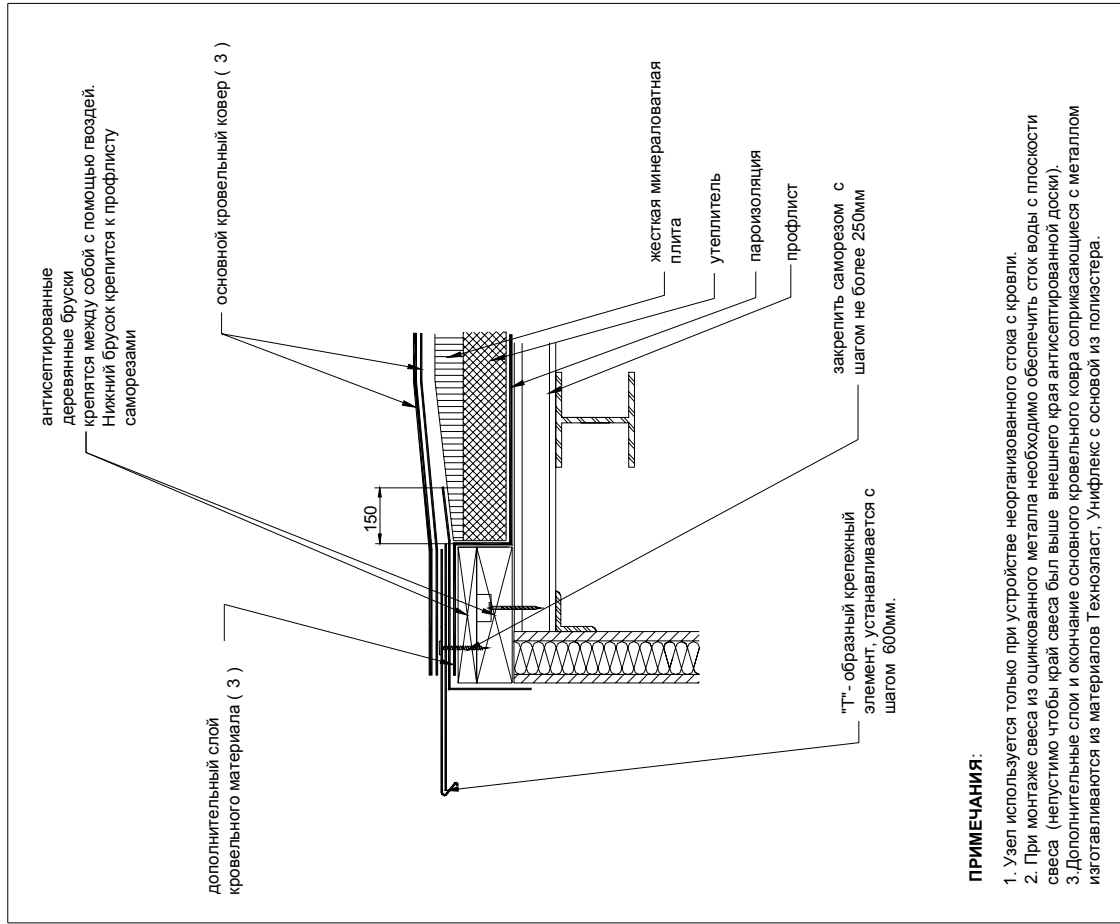 антисептированные
деревянные бруски
крепятся между собой с помощью гвоздей.
Нижний брусок крепится к профлисту
саморезами
основной кровельный ковер ( 3 )
дополнительный слой
кровельного материала ( 3 )
150
жесткая минераловатная
плита
утеплитель
пароизоляция
профлист
закрепить саморезом с
шагом не более 250мм
"Т"- образный крепежный
элемент, устанавливается с
шагом 600мм.
ПРИМЕЧАНИЯ:
1. Узел используется только при устройстве неорганизованного стока с кровли.
2. При монтаже свеса из оцинкованного металла необходимо обеспечить сток воды с плоскости
свеса (непустимо чтобы край свеса был выше внешнего края антисептированной доски).
3.Дополнительные слои и окончание основного кровельного ковра соприкасающиеся с металлом
изготавливаются из материалов Техноэласт, Унифлекс с основой из полиэстера.